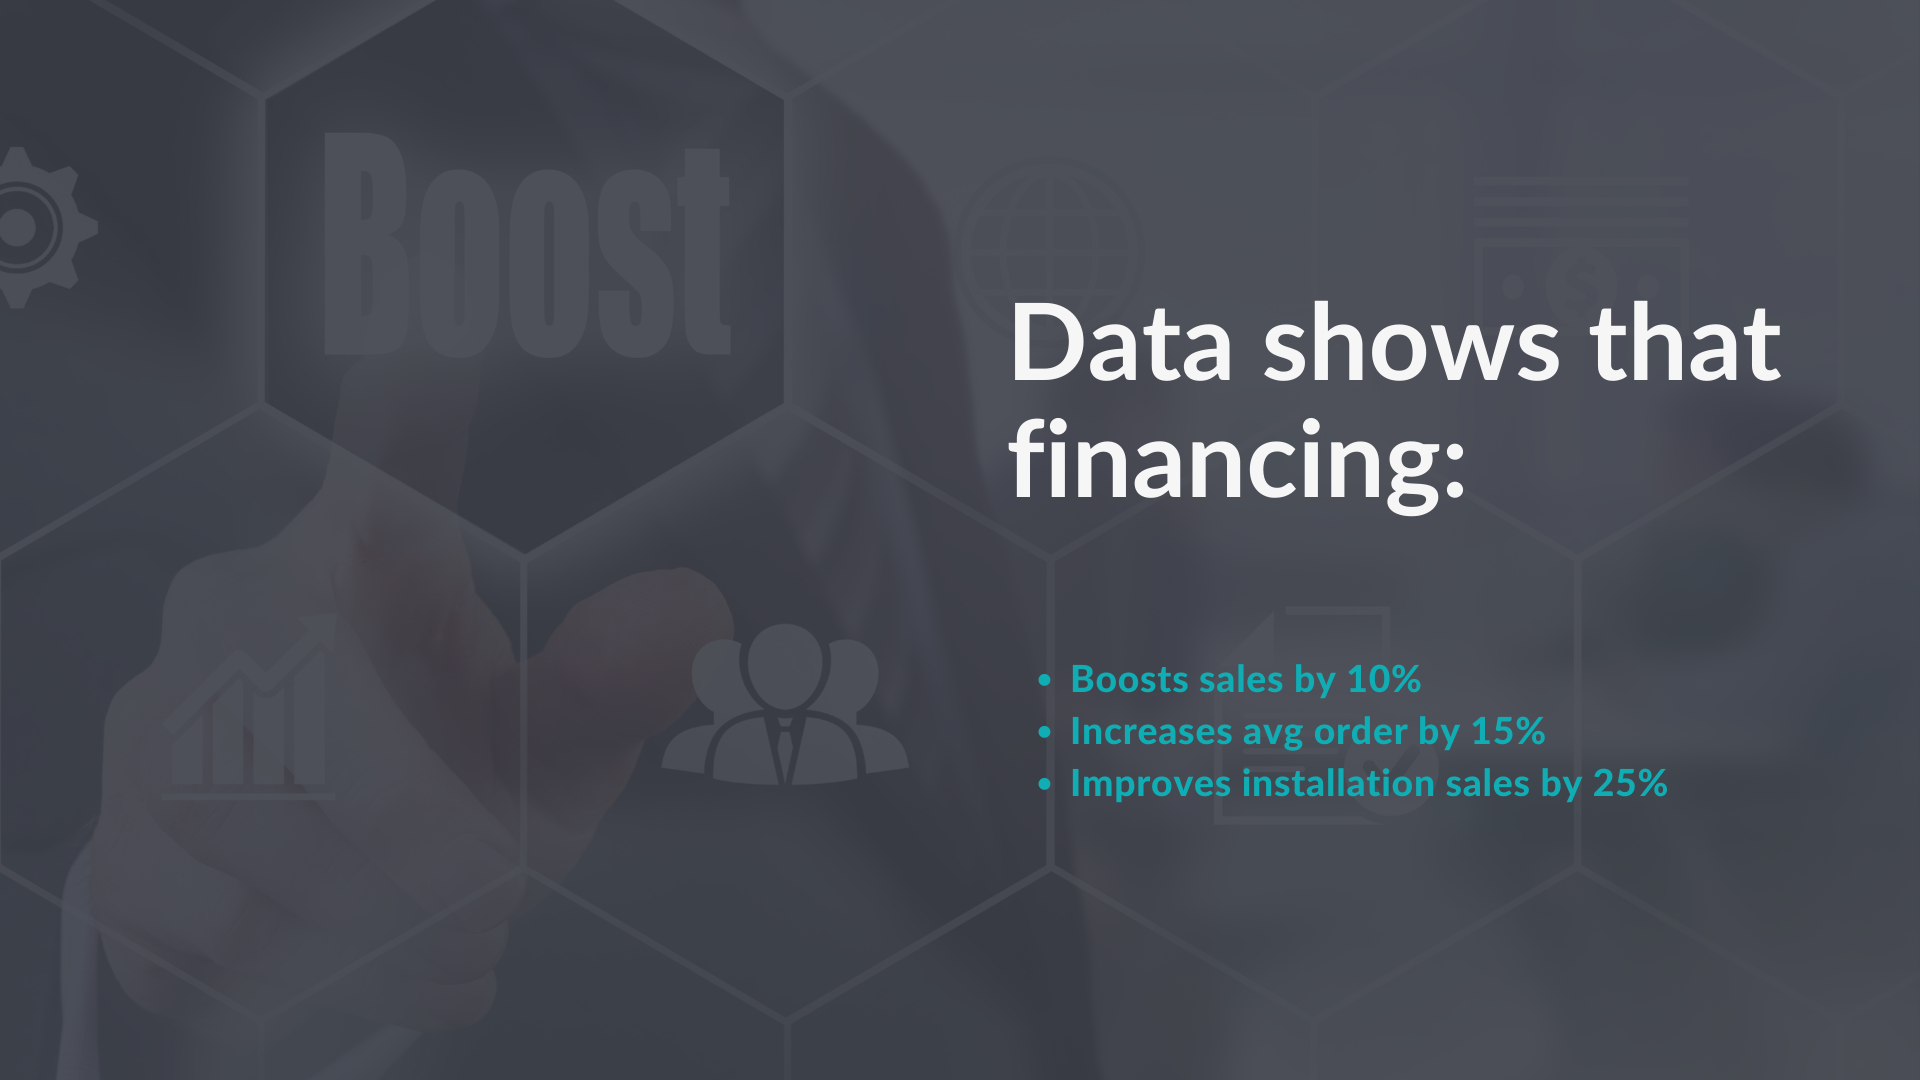 Boost
Data shows that
financing:
• Boosts sales by 10%
• Increases avg order by 15%
• Improves installation sales by 25%